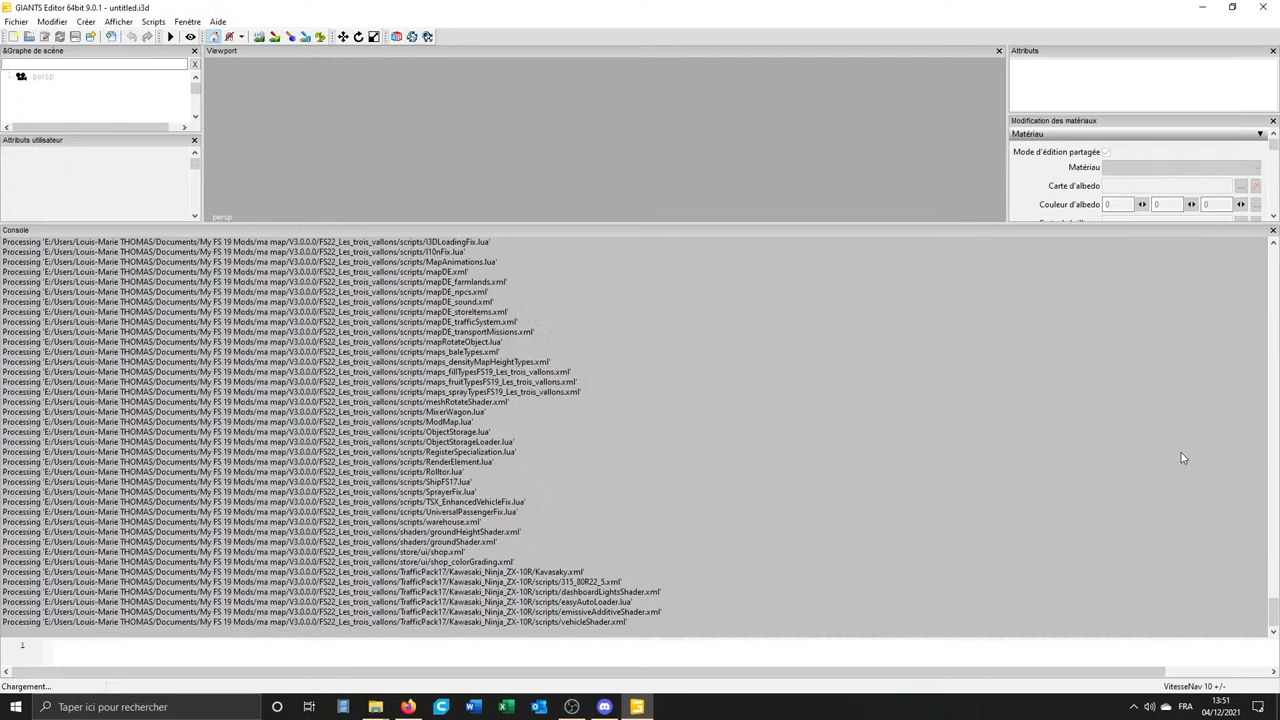 GIANTS Editor 64bit 9.0.1 - untitled.i3d
Fichier Modifier Créer Afficher Scripts Fenêtre Aide
&Graphe de scène
Viewport
Attributs
X
persp
Attributs utilisateur
Modification des matériaux
Matériau
Mode d'édition partagée
Matériau
Carte d'albedo
...
Couleur d'albedo 0 0 0 ...
persp
Console
Processing 'E:/Users/Louis-Marie THOMAS/Documents/My FS 19 Mods/ma map/V3.0.0.0/FS22_Les_trois_vallons/scripts/I3DLoadingFix.lua'
Processing 'E:/Users/Louis-Marie THOMAS/Documents/My FS 19 Mods/ma map/V3.0.0.0/FS22_Les_trois_vallons/scripts/l10nFix.lua'
Processing 'E:/Users/Louis-Marie THOMAS/Documents/My FS 19 Mods/ma map/V3.0.0.0/FS22_Les_trois_vallons/scripts/MapAnimations.lua'
Processing 'E:/Users/Louis-Marie THOMAS/Documents/My FS 19 Mods/ma map/V3.0.0.0/FS22_Les_trois_vallons/scripts/mapDE.xml'
Processing 'E:/Users/Louis-Marie THOMAS/Documents/My FS 19 Mods/ma map/V3.0.0.0/FS22_Les_trois_vallons/scripts/mapDE_farmlands.xml'
Processing 'E:/Users/Louis-Marie THOMAS/Documents/My FS 19 Mods/ma map/V3.0.0.0/FS22_Les_trois_vallons/scripts/mapDE_npcs.xml'
Processing 'E:/Users/Louis-Marie THOMAS/Documents/My FS 19 Mods/ma map/V3.0.0.0/FS22_Les_trois_vallons/scripts/mapDE_sound.xml'
Processing 'E:/Users/Louis-Marie THOMAS/Documents/My FS 19 Mods/ma map/V3.0.0.0/FS22_Les_trois_vallons/scripts/mapDE_storeItems.xml'
Processing 'E:/Users/Louis-Marie THOMAS/Documents/My FS 19 Mods/ma map/V3.0.0.0/FS22_Les_trois_vallons/scripts/mapDE_trafficSystem.xml'
Processing 'E:/Users/Louis-Marie THOMAS/Documents/My FS 19 Mods/ma map/V3.0.0.0/FS22_Les_trois_vallons/scripts/mapDE_transportMissions.xml'
Processing 'E:/Users/Louis-Marie THOMAS/Documents/My FS 19 Mods/ma map/V3.0.0.0/FS22_Les_trois_vallons/scripts/mapRotateObject.lua'
Processing 'E:/Users/Louis-Marie THOMAS/Documents/My FS 19 Mods/ma map/V3.0.0.0/FS22_Les_trois_vallons/scripts/maps_baleTypes.xml'
Processing 'E:/Users/Louis-Marie THOMAS/Documents/My FS 19 Mods/ma map/V3.0.0.0/FS22_Les_trois_vallons/scripts/maps_densityMapHeightTypes.xml'
Processing 'E:/Users/Louis-Marie THOMAS/Documents/My FS 19 Mods/ma map/V3.0.0.0/FS22_Les_trois_vallons/scripts/maps_fillTypesFS19_Les_trois_vallons.xml'
Processing 'E:/Users/Louis-Marie THOMAS/Documents/My FS 19 Mods/ma map/V3.0.0.0/FS22_Les_trois_vallons/scripts/maps_fruitTypesFS19_Les_trois_vallons.xml'
Processing 'E:/Users/Louis-Marie THOMAS/Documents/My FS 19 Mods/ma map/V3.0.0.0/FS22_Les_trois_vallons/scripts/maps_sprayTypesFS19_Les_trois_vallons.xml'
Processing 'E:/Users/Louis-Marie THOMAS/Documents/My FS 19 Mods/ma map/V3.0.0.0/FS22_Les_trois_vallons/scripts/meshRotateShader.xml'
Processing 'E:/Users/Louis-Marie THOMAS/Documents/My FS 19 Mods/ma map/V3.0.0.0/FS22_Les_trois_vallons/scripts/MixerWagon.lua'
Processing 'E:/Users/Louis-Marie THOMAS/Documents/My FS 19 Mods/ma map/V3.0.0.0/FS22_Les_trois_vallons/scripts/ModMap.lua'
Processing 'E:/Users/Louis-Marie THOMAS/Documents/My FS 19 Mods/ma map/V3.0.0.0/FS22_Les_trois_vallons/scripts/ObjectStorage.lua'
Processing 'E:/Users/Louis-Marie THOMAS/Documents/My FS 19 Mods/ma map/V3.0.0.0/FS22_Les_trois_vallons/scripts/ObjectStorageLoader.lua'
Processing 'E:/Users/Louis-Marie THOMAS/Documents/My FS 19 Mods/ma map/V3.0.0.0/FS22_Les_trois_vallons/scripts/RegisterSpecialization.lua'
Processing 'E:/Users/Louis-Marie THOMAS/Documents/My FS 19 Mods/ma map/V3.0.0.0/FS22_Les_trois_vallons/scripts/RenderElement.lua'
Processing 'E:/Users/Louis-Marie THOMAS/Documents/My FS 19 Mods/ma map/V3.0.0.0/FS22_Les_trois_vallons/scripts/Rolltor.lua'
Processing 'E:/Users/Louis-Marie THOMAS/Documents/My FS 19 Mods/ma map/V3.0.0.0/FS22_Les_trois_vallons/scripts/ShipFS17.lua'
Processing 'E:/Users/Louis-Marie THOMAS/Documents/My FS 19 Mods/ma map/V3.0.0.0/FS22_Les_trois_vallons/scripts/SprayerFix.lua'
Processing 'E:/Users/Louis-Marie THOMAS/Documents/My FS 19 Mods/ma map/V3.0.0.0/FS22_Les_trois_vallons/scripts/TSX_EnhancedVehicleFix.lua'
Processing 'E:/Users/Louis-Marie THOMAS/Documents/My FS 19 Mods/ma map/V3.0.0.0/FS22_Les_trois_vallons/scripts/UniversalPassengerFix.lua'
Processing 'E:/Users/Louis-Marie THOMAS/Documents/My FS 19 Mods/ma map/V3.0.0.0/FS22_Les_trois_vallons/scripts/warehouse.xml'
Processing 'E:/Users/Louis-Marie THOMAS/Documents/My FS 19 Mods/ma map/V3.0.0.0/FS22_Les_trois_vallons/shaders/groundHeightShader.xml'
Processing 'E:/Users/Louis-Marie THOMAS/Documents/My FS 19 Mods/ma map/V3.0.0.0/FS22_Les_trois_vallons/shaders/groundShader.xml'
Processing 'E:/Users/Louis-Marie THOMAS/Documents/My FS 19 Mods/ma map/V3.0.0.0/FS22_Les_trois_vallons/store/ui/shop.xml'
Processing 'E:/Users/Louis-Marie THOMAS/Documents/My FS 19 Mods/ma map/V3.0.0.0/FS22_Les_trois_vallons/store/ui/shop_colorGrading.xml'
Processing 'E:/Users/Louis-Marie THOMAS/Documents/My FS 19 Mods/ma map/V3.0.0.0/FS22_Les_trois_vallons/TrafficPack17/Kawasaki_Ninja_ZX-10R/Kavasaky.xml'
Processing 'E:/Users/Louis-Marie THOMAS/Documents/My FS 19 Mods/ma map/V3.0.0.0/FS22_Les_trois_vallons/TrafficPack17/Kawasaki_Ninja_ZX-10R/scripts/315_80R22_5.xml'
Processing 'E:/Users/Louis-Marie THOMAS/Documents/My FS 19 Mods/ma map/V3.0.0.0/FS22_Les_trois_vallons/TrafficPack17/Kawasaki_Ninja_ZX-10R/scripts/dashboardLightsShader.xml'
Processing 'E:/Users/Louis-Marie THOMAS/Documents/My FS 19 Mods/ma map/V3.0.0.0/FS22_Les_trois_vallons/TrafficPack17/Kawasaki_Ninja_ZX-10R/scripts/easyAutoLoader.lua'
Processing 'E:/Users/Louis-Marie THOMAS/Documents/My FS 19 Mods/ma map/V3.0.0.0/FS22_Les_trois_vallons/TrafficPack17/Kawasaki_Ninja_ZX-10R/scripts/emissiveAdditiveShader.xml'
Processing 'E:/Users/Louis-Marie THOMAS/Documents/My FS 19 Mods/ma map/V3.0.0.0/FS22_Les_trois_vallons/TrafficPack17/Kawasaki_Ninja_ZX-10R/scripts/vehicleShader.xml'
1
Chargement...
VitesseNav 10 +/-
Taper ici pour rechercher
FRA
13:51
04/12/2021